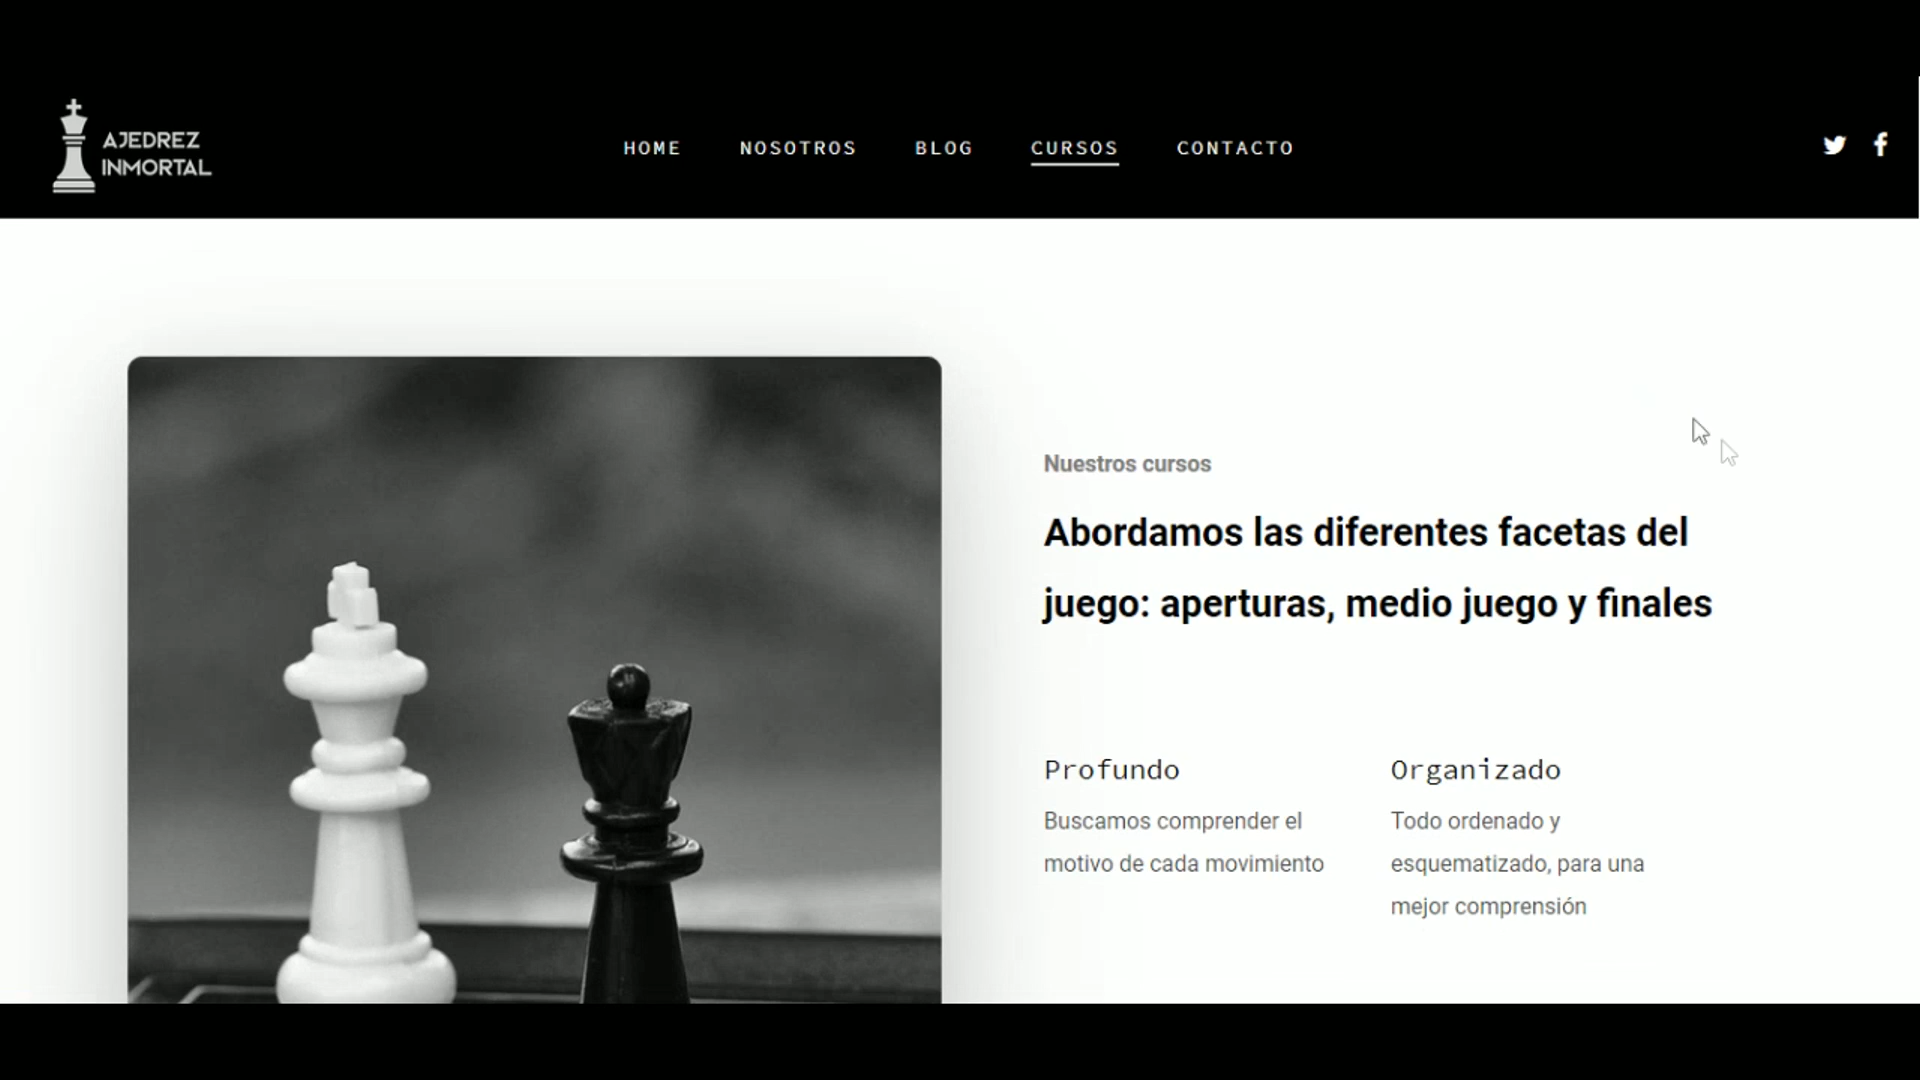 AJEDREZ
INMORTAL
HOME NOSOTROS BLOG CURSOS CONTACTO
Nuestros cursos
Abordamos las diferentes facetas del
juego: aperturas, medio juego y finales
Profundo
Buscamos comprender el
motivo de cada movimiento
Organizado
Todo ordenado y
esquematizado, para una
mejor comprensión